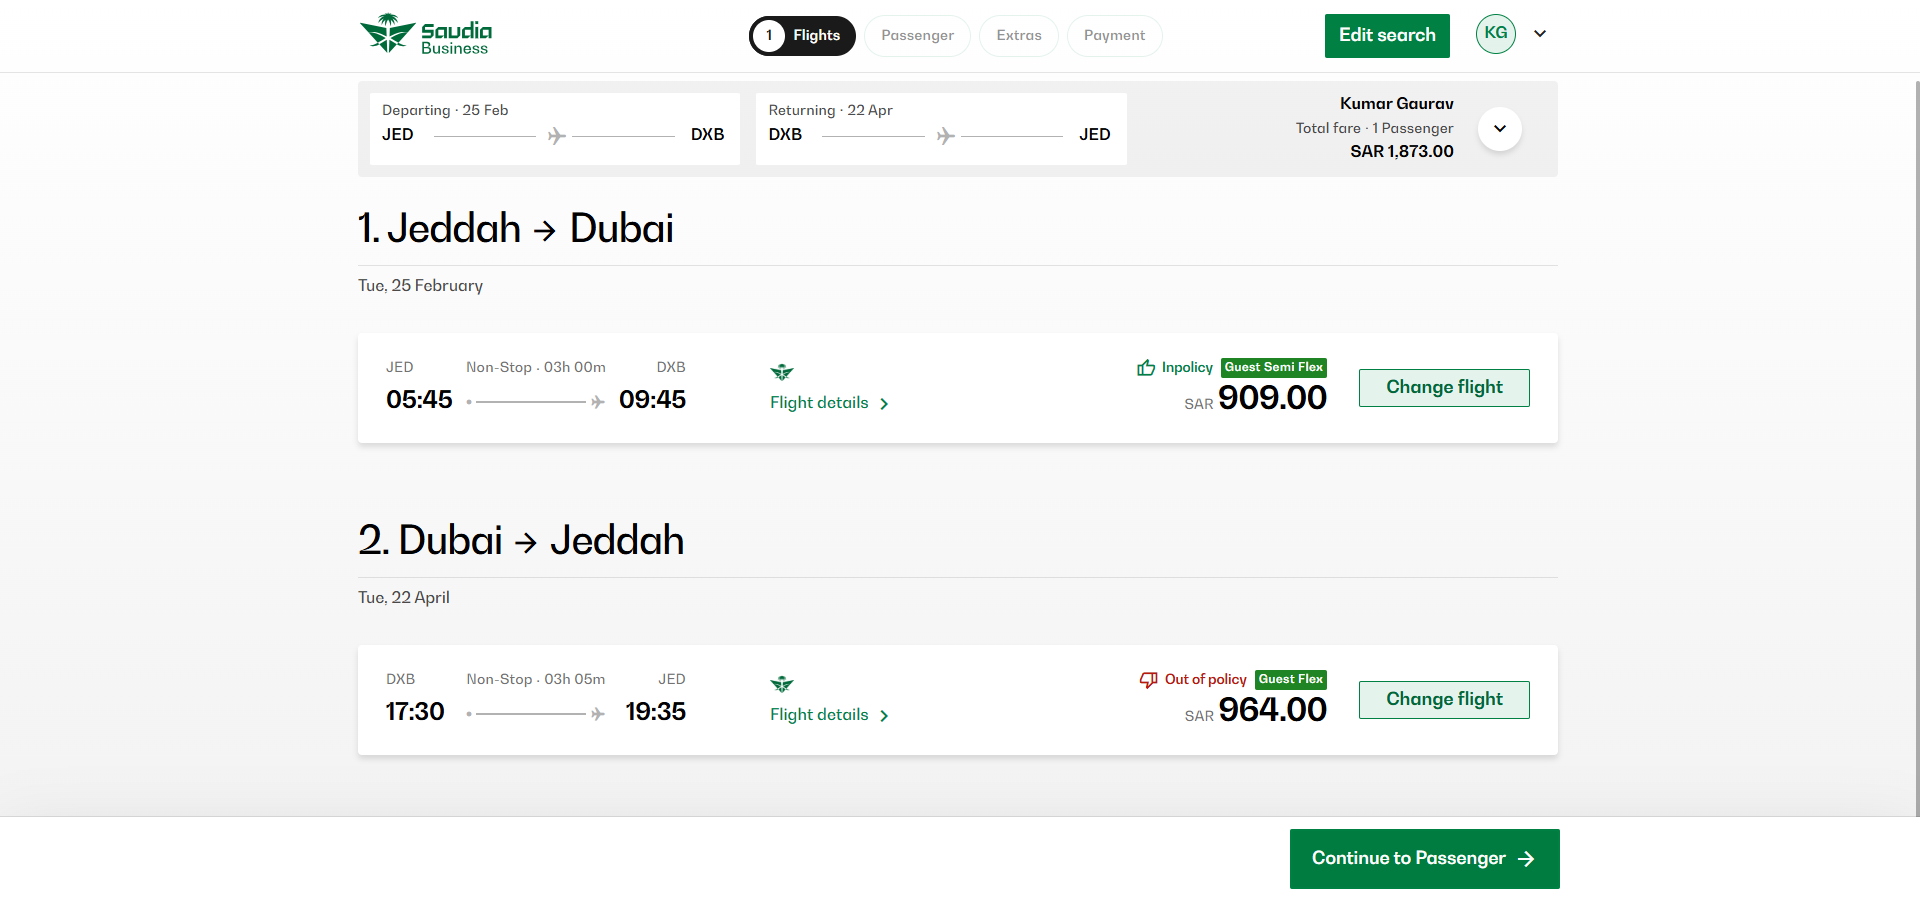 Saudia
Business
1 Flights
Passenger
Extras
Payment
Edit search
KG
Departing · 25 Feb
JED DXB
Returning · 22 Apr
DXB JED
Kumar Gaurav
Total fare · 1 Passenger
SAR 1,873.00
1. Jeddah → Dubai
Tue, 25 February
JED Non-Stop · 03h 00m DXB
05:45 09:45
Flight details
Inpolicy Guest Semi Flex
SAR 909.00
Change flight
2. Dubai → Jeddah
Tue, 22 April
DXB Non-Stop · 03h 05m JED
17:30 19:35
Flight details
Out of policy Guest Flex
SAR 964.00
Change flight
Continue to Passenger →